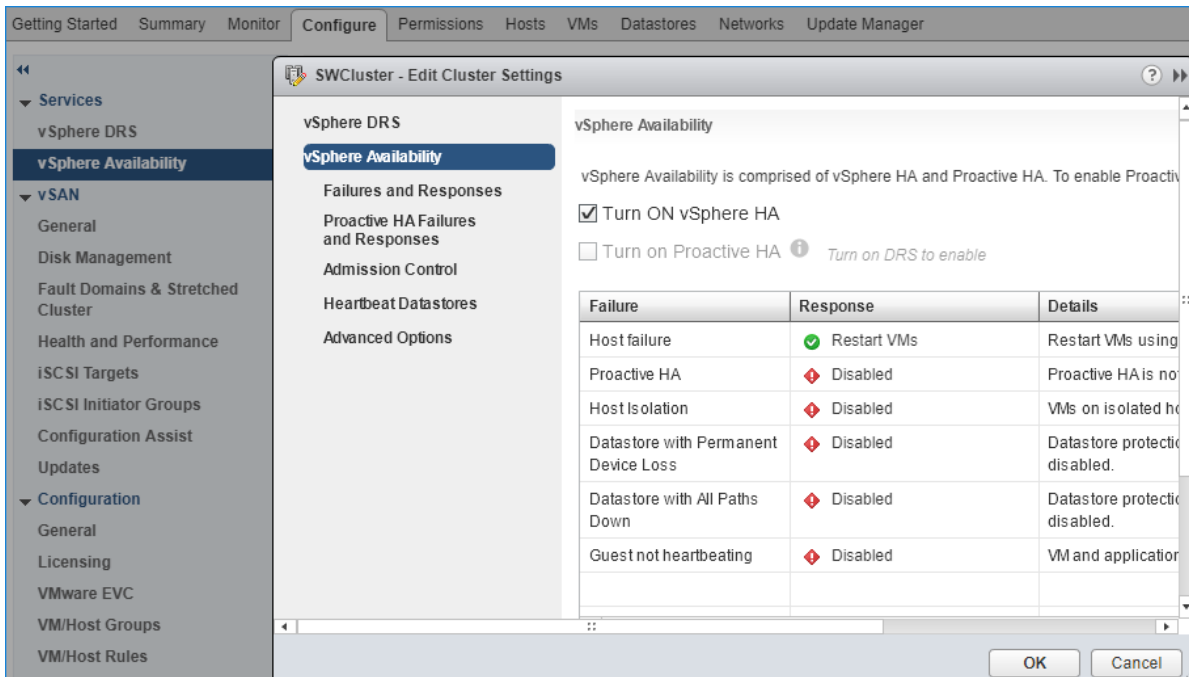 Getting Started Summary Monitor Configure Permissions Hosts VMs Datastores Networks Update Manager
Services
vSphere DRS
vSphere Availability
vSAN
General
Disk Management
Fault Domains & Stretched
Cluster
Health and Performance
iSCSI Targets
iSCSI Initiator Groups
Configuration Assist
Updates
Configuration
General
Licensing
VMware EVC
VM/Host Groups
VM/Host Rules
SWCluster - Edit Cluster Settings ?
vSphere DRS
vSphere Availability
Failures and Responses
Proactive HA Failures
and Responses
Admission Control
Heartbeat Datastores
Advanced Options
vSphere Availability
vSphere Availability is comprised of vSphere HA and Proactive HA. To enable Proactiv
Turn ON vSphere HA
Turn on Proactive HA Turn on DRS to enable
Failure Response Details
Host failure Restart VMs Restart VMs using
Proactive HA Disabled Proactive HA is no
Host Isolation Disabled VMs on isolated ho
Datastore with Permanent
Device Loss Disabled Datastore protectio
disabled.
Datastore with All Paths
Down Disabled Datastore protectio
disabled.
Guest not heartbeating Disabled VM and application
OK Cancel